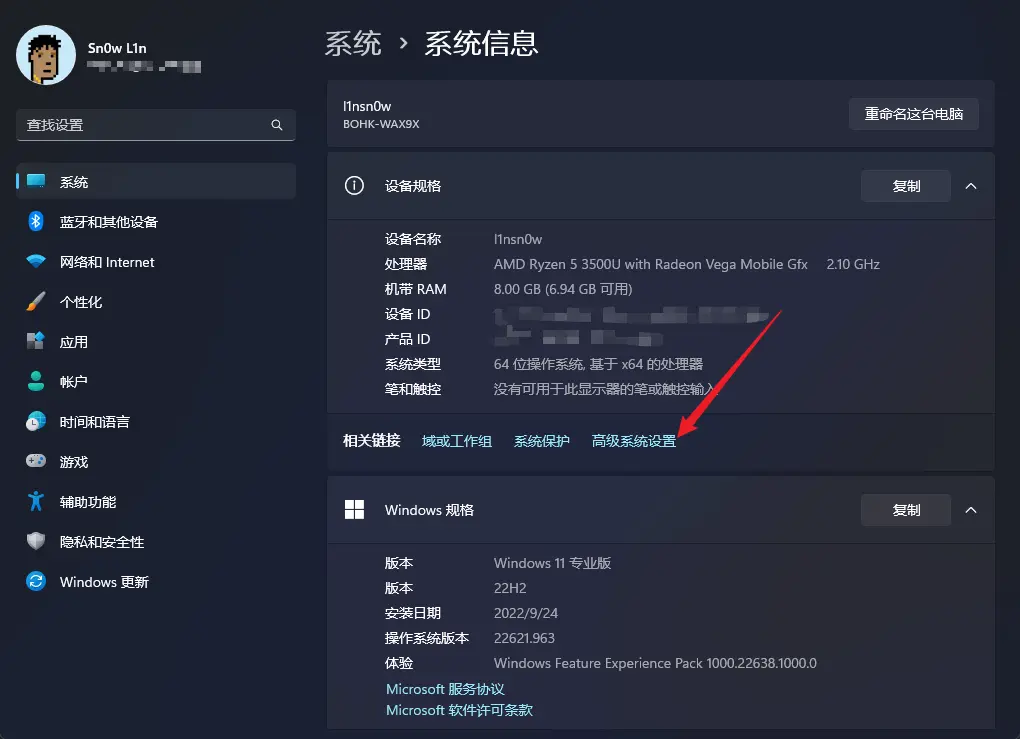 Sn0w L1n
查找设置
系统
蓝牙和其他设备
网络和 Internet
个性化
应用
帐户
时间和语言
游戏
辅助功能
隐私和安全性
Windows 更新
系统 › 系统信息
l1nsn0w
BOHK-WAX9X
重命名这台电脑
设备规格 复制
设备名称 l1nsn0w
处理器 AMD Ryzen 5 3500U with Radeon Vega Mobile Gfx 2.10 GHz
机带 RAM 8.00 GB (6.94 GB 可用)
设备 ID
产品 ID
系统类型 64 位操作系统, 基于 x64 的处理器
笔和触控 没有可用于此显示器的笔或触控输入
相关链接 域或工作组 系统保护 高级系统设置
Windows 规格 复制
版本 Windows 11 专业版
版本 22H2
安装日期 2022/9/24
操作系统版本 22621.963
体验 Windows Feature Experience Pack 1000.22638.1000.0
Microsoft 服务协议
Microsoft 软件许可条款